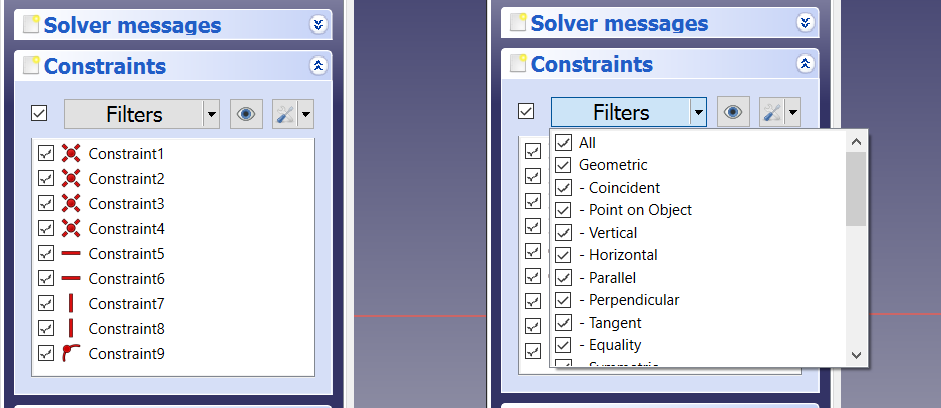 Solver messages
Constraints
Filters
Constraint1
Constraint2
Constraint3
Constraint4
Constraint5
Constraint6
Constraint7
Constraint8
Constraint9
Solver messages
Constraints
Filters
All
Geometric
- Coincident
- Point on Object
- Vertical
- Horizontal
- Parallel
- Perpendicular
- Tangent
- Equality
- Symmetric